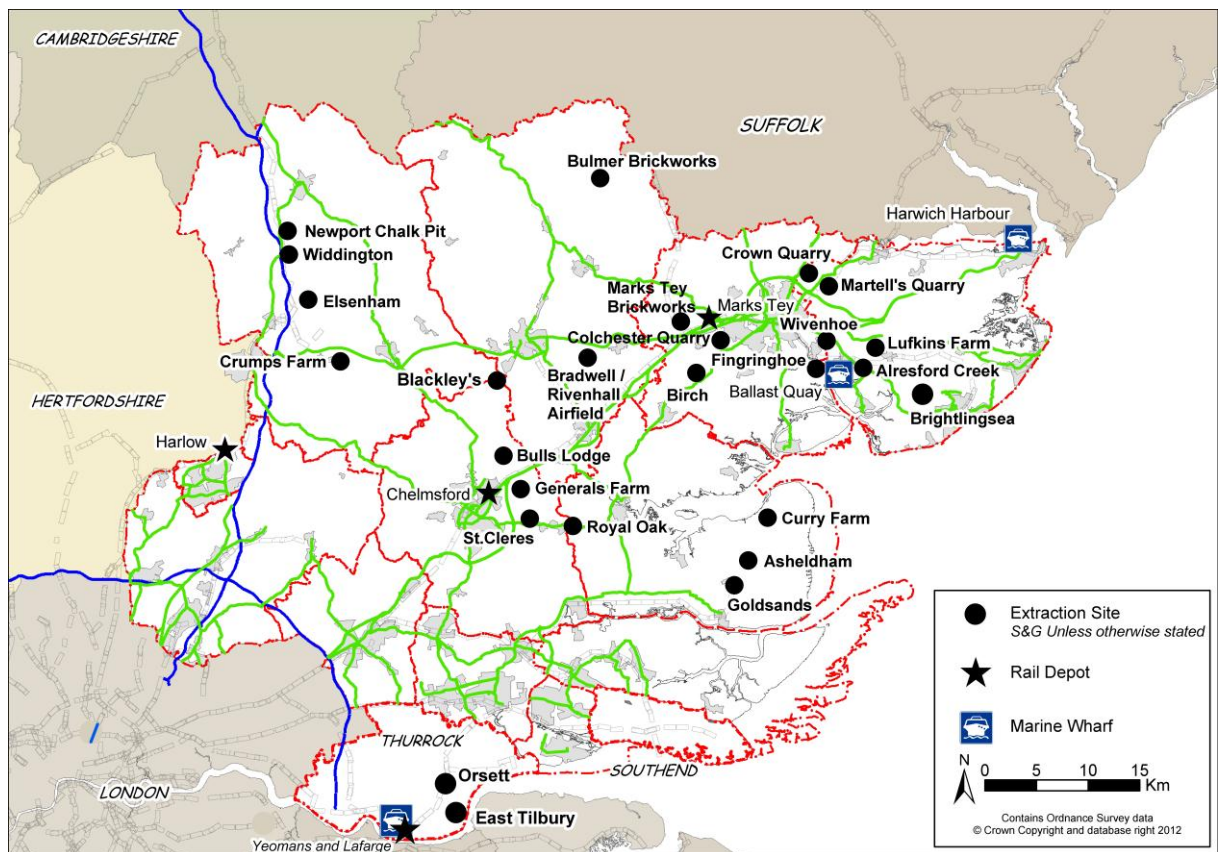 CAMBRIDGESHIRE
SUFFOLK
Bulmer Brickworks
Harwich Harbour
Newport Chalk Pit
Widdington
Crown Quarry
Martell's Quarry
Elsenham
Marks Tey
Brickworks
Marks Tey
Wivenhoe
Colchester Quarry
Lufkins Farm
Crumps Farm
Fingringhoe
Alresford Creek
Blackley's
Bradwell /
Rivenhall
Airfield
Birch
Ballast Quay
Brightlingsea
HERTFORDSHIRE
Harlow
Bulls Lodge
Chelmsford
Generals Farm
St.Cleres
Royal Oak
Curry Farm
Asheldham
Goldsands
THURROCK
SOUTHEND
Orsett
LONDON
East Tilbury
Yeomans and Lafarge
Extraction Site
S&G Unless otherwise stated
Rail Depot
Marine Wharf
N
0 5 10 15
Km
Contains Ordnance Survey data
© Crown Copyright and database right 2012